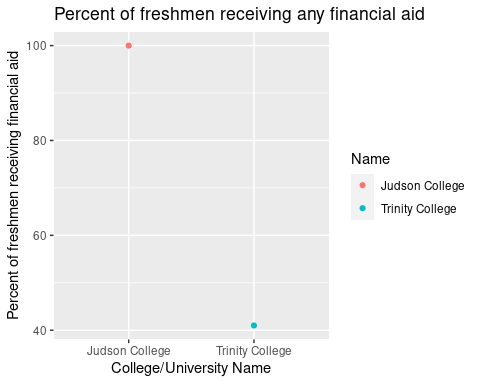 Percent of freshmen receiving any financial aid
Percent of freshmen receiving financial aid
100
80
60
40
Judson College Trinity College
College/University Name
Name
Judson College
Trinity College